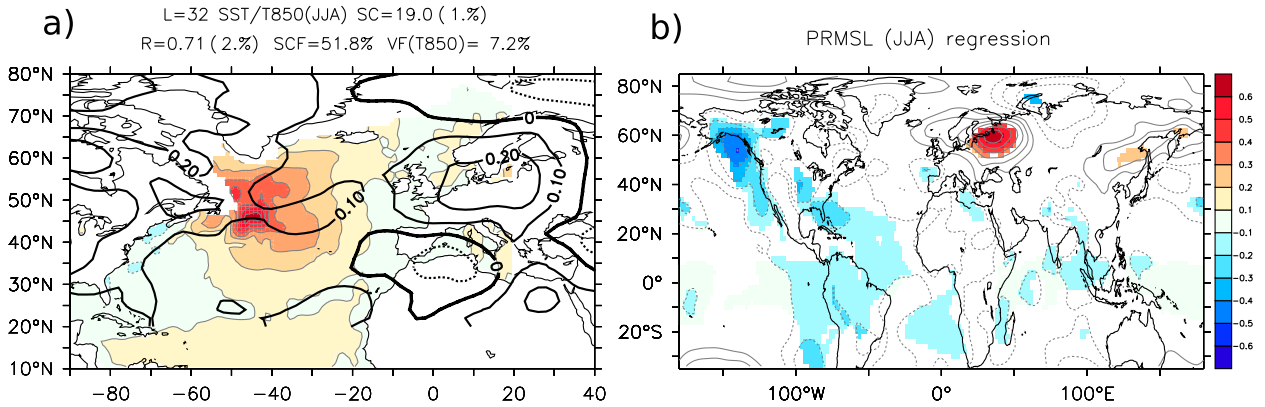 a)
L=32 SST/T850(JJA) SC=19.0 ( 1.%)
R=0.71 ( 2.%) SCF=51.8% VF(T850)= 7.2%
80°N
70°N
60°N
50°N
40°N
30°N
20°N
10°N
−80 −60 −40 −20 0 20 40
0.20
0.10
0
0.20
0.10
0
b)
PRMSL (JJA) regression
80°N
60°N
40°N
20°N
0°
20°S
100°W 0° 100°E
0.6
0.5
0.4
0.3
0.2
0.1
−0.1
−0.2
−0.3
−0.4
−0.5
−0.6